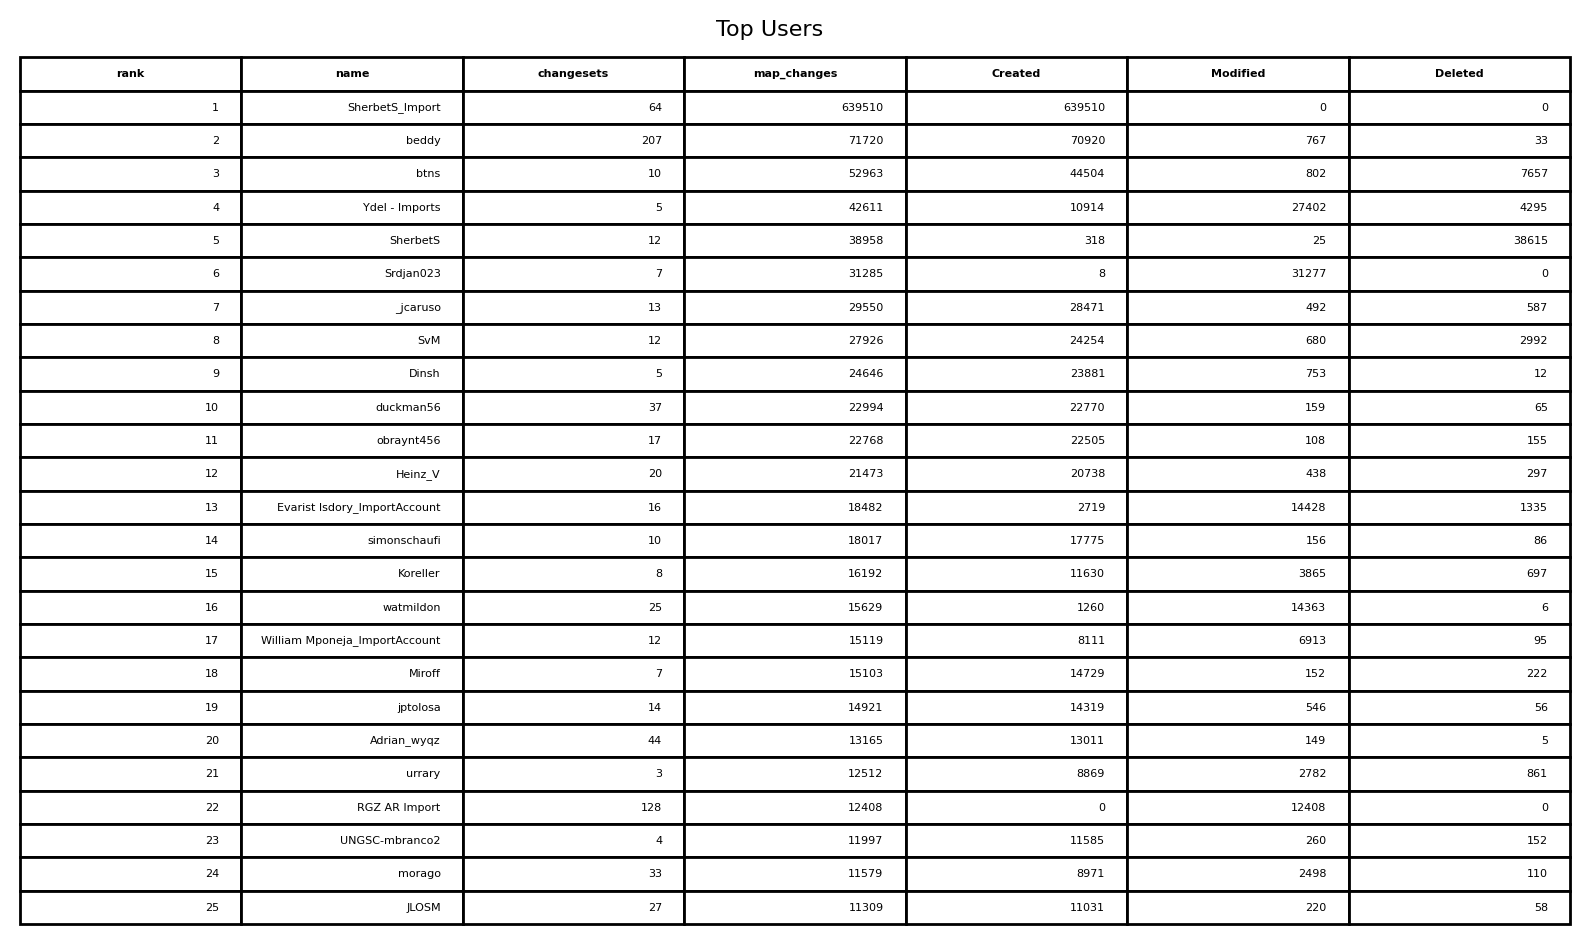 Top Users
rank name changesets map_changes Created Modified Deleted
1 SherbetS_Import 64 639510 639510 0 0
2 beddy 207 71720 70920 767 33
3 btns 10 52963 44504 802 7657
4 Ydel - Imports 5 42611 10914 27402 4295
5 SherbetS 12 38958 318 25 38615
6 Srdjan023 7 31285 8 31277 0
7 _jcaruso 13 29550 28471 492 587
8 SvM 12 27926 24254 680 2992
9 Dinsh 5 24646 23881 753 12
10 duckman56 37 22994 22770 159 65
11 obraynt456 17 22768 22505 108 155
12 Heinz_V 20 21473 20738 438 297
13 Evarist Isdory_ImportAccount 16 18482 2719 14428 1335
14 simonschaufi 10 18017 17775 156 86
15 Koreller 8 16192 11630 3865 697
16 watmildon 25 15629 1260 14363 6
17 William Mponeja_ImportAccount 12 15119 8111 6913 95
18 Miroff 7 15103 14729 152 222
19 jptolosa 14 14921 14319 546 56
20 Adrian_wyqz 44 13165 13011 149 5
21 urrary 3 12512 8869 2782 861
22 RGZ AR Import 128 12408 0 12408 0
23 UNGSC-mbranco2 4 11997 11585 260 152
24 morago 33 11579 8971 2498 110
25 JLOSM 27 11309 11031 220 58